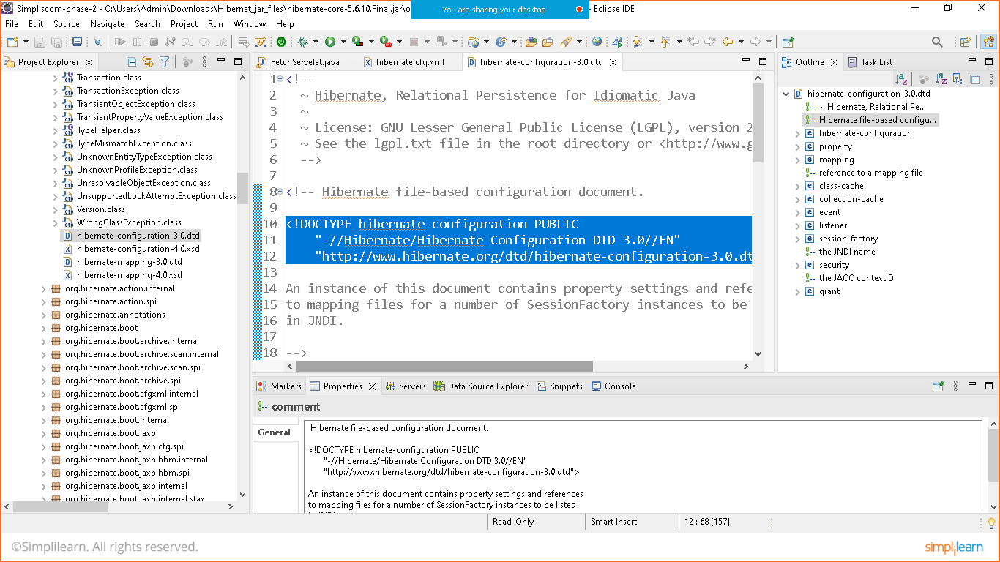 Simpliscom-phase-2 - C:\Users\Admin\Downloads\Hibernet_jar_files\hibernate-core-5.6.10.Final.jar\o
You are sharing your desktop
- Eclipse IDE
File Edit Source Navigate Search Project Run Window Help
Project Explorer
Transaction.class
TransactionException.class
TransientObjectException.class
TransientPropertyValueException.class
TypeHelper.class
TypeMismatchException.class
UnknownEntityTypeException.class
UnknownProfileException.class
UnresolvableObjectException.class
UnsupportedLockAttemptException.class
Version.class
WrongClassException.class
hibernate-configuration-3.0.dtd
hibernate-configuration-4.0.xsd
hibernate-mapping-3.0.dtd
hibernate-mapping-4.0.xsd
org.hibernate.action.internal
org.hibernate.action.spi
org.hibernate.annotations
org.hibernate.boot
org.hibernate.boot.archive.internal
org.hibernate.boot.archive.scan.internal
org.hibernate.boot.archive.scan.spi
org.hibernate.boot.archive.spi
org.hibernate.boot.cfgxml.internal
org.hibernate.boot.cfgxml.spi
org.hibernate.boot.internal
org.hibernate.boot.jaxb
org.hibernate.boot.jaxb.cfg.spi
org.hibernate.boot.jaxb.hbm.internal
org.hibernate.boot.jaxb.hbm.spi
org.hibernate.boot.jaxb.internal
org.hibernate.boot.jaxb.internal.stax
FetchServelet.java hibernate.cfg.xml hibernate-configuration-3.0.dtd
1 <!--
2 ~ Hibernate, Relational Persistence for Idiomatic Java
3 ~
4 ~ License: GNU Lesser General Public License (LGPL), version 2
5 ~ See the lgpl.txt file in the root directory or <http://www.g
6 -->
7
8 <!-- Hibernate file-based configuration document.
9
10 <!DOCTYPE hibernate-configuration PUBLIC
11 "-//Hibernate/Hibernate Configuration DTD 3.0//EN"
12 "http://www.hibernate.org/dtd/hibernate-configuration-3.0.dt
13
14 An instance of this document contains property settings and refe
15 to mapping files for a number of SessionFactory instances to be
16 in JNDI.
17
18 -->
Outline Task List
hibernate-configuration-3.0.dtd
~ Hibernate, Relational Pe...
Hibernate file-based configu...
hibernate-configuration
property
mapping
reference to a mapping file
class-cache
collection-cache
event
listener
session-factory
the JNDI name
security
the JACC contextID
grant
Markers Properties Servers Data Source Explorer Snippets Console
comment
General
Hibernate file-based configuration document.
<!DOCTYPE hibernate-configuration PUBLIC
"-//Hibernate/Hibernate Configuration DTD 3.0//EN"
"http://www.hibernate.org/dtd/hibernate-configuration-3.0.dtd">
An instance of this document contains property settings and references
to mapping files for a number of SessionFactory instances to be listed
Read-Only Smart Insert 12 : 68 [157]
©Simplilearn. All rights reserved.
simplilearn